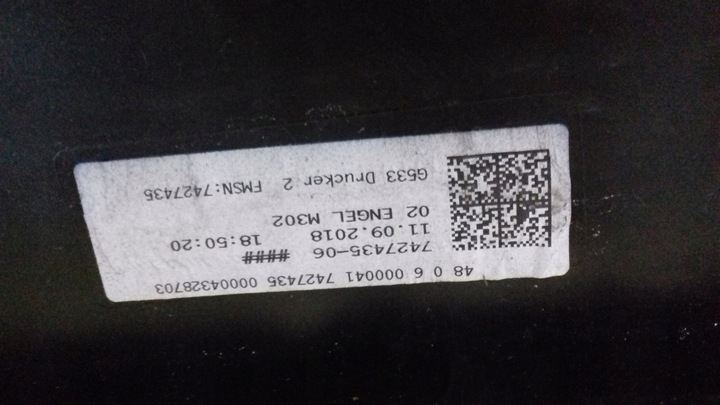 48 0 6 000041 7427435 00004328703
7427435-06 ####
11.09.2018 18:50:20
02 ENGEL M302
G533 Drucker 2 FMSN:7427435